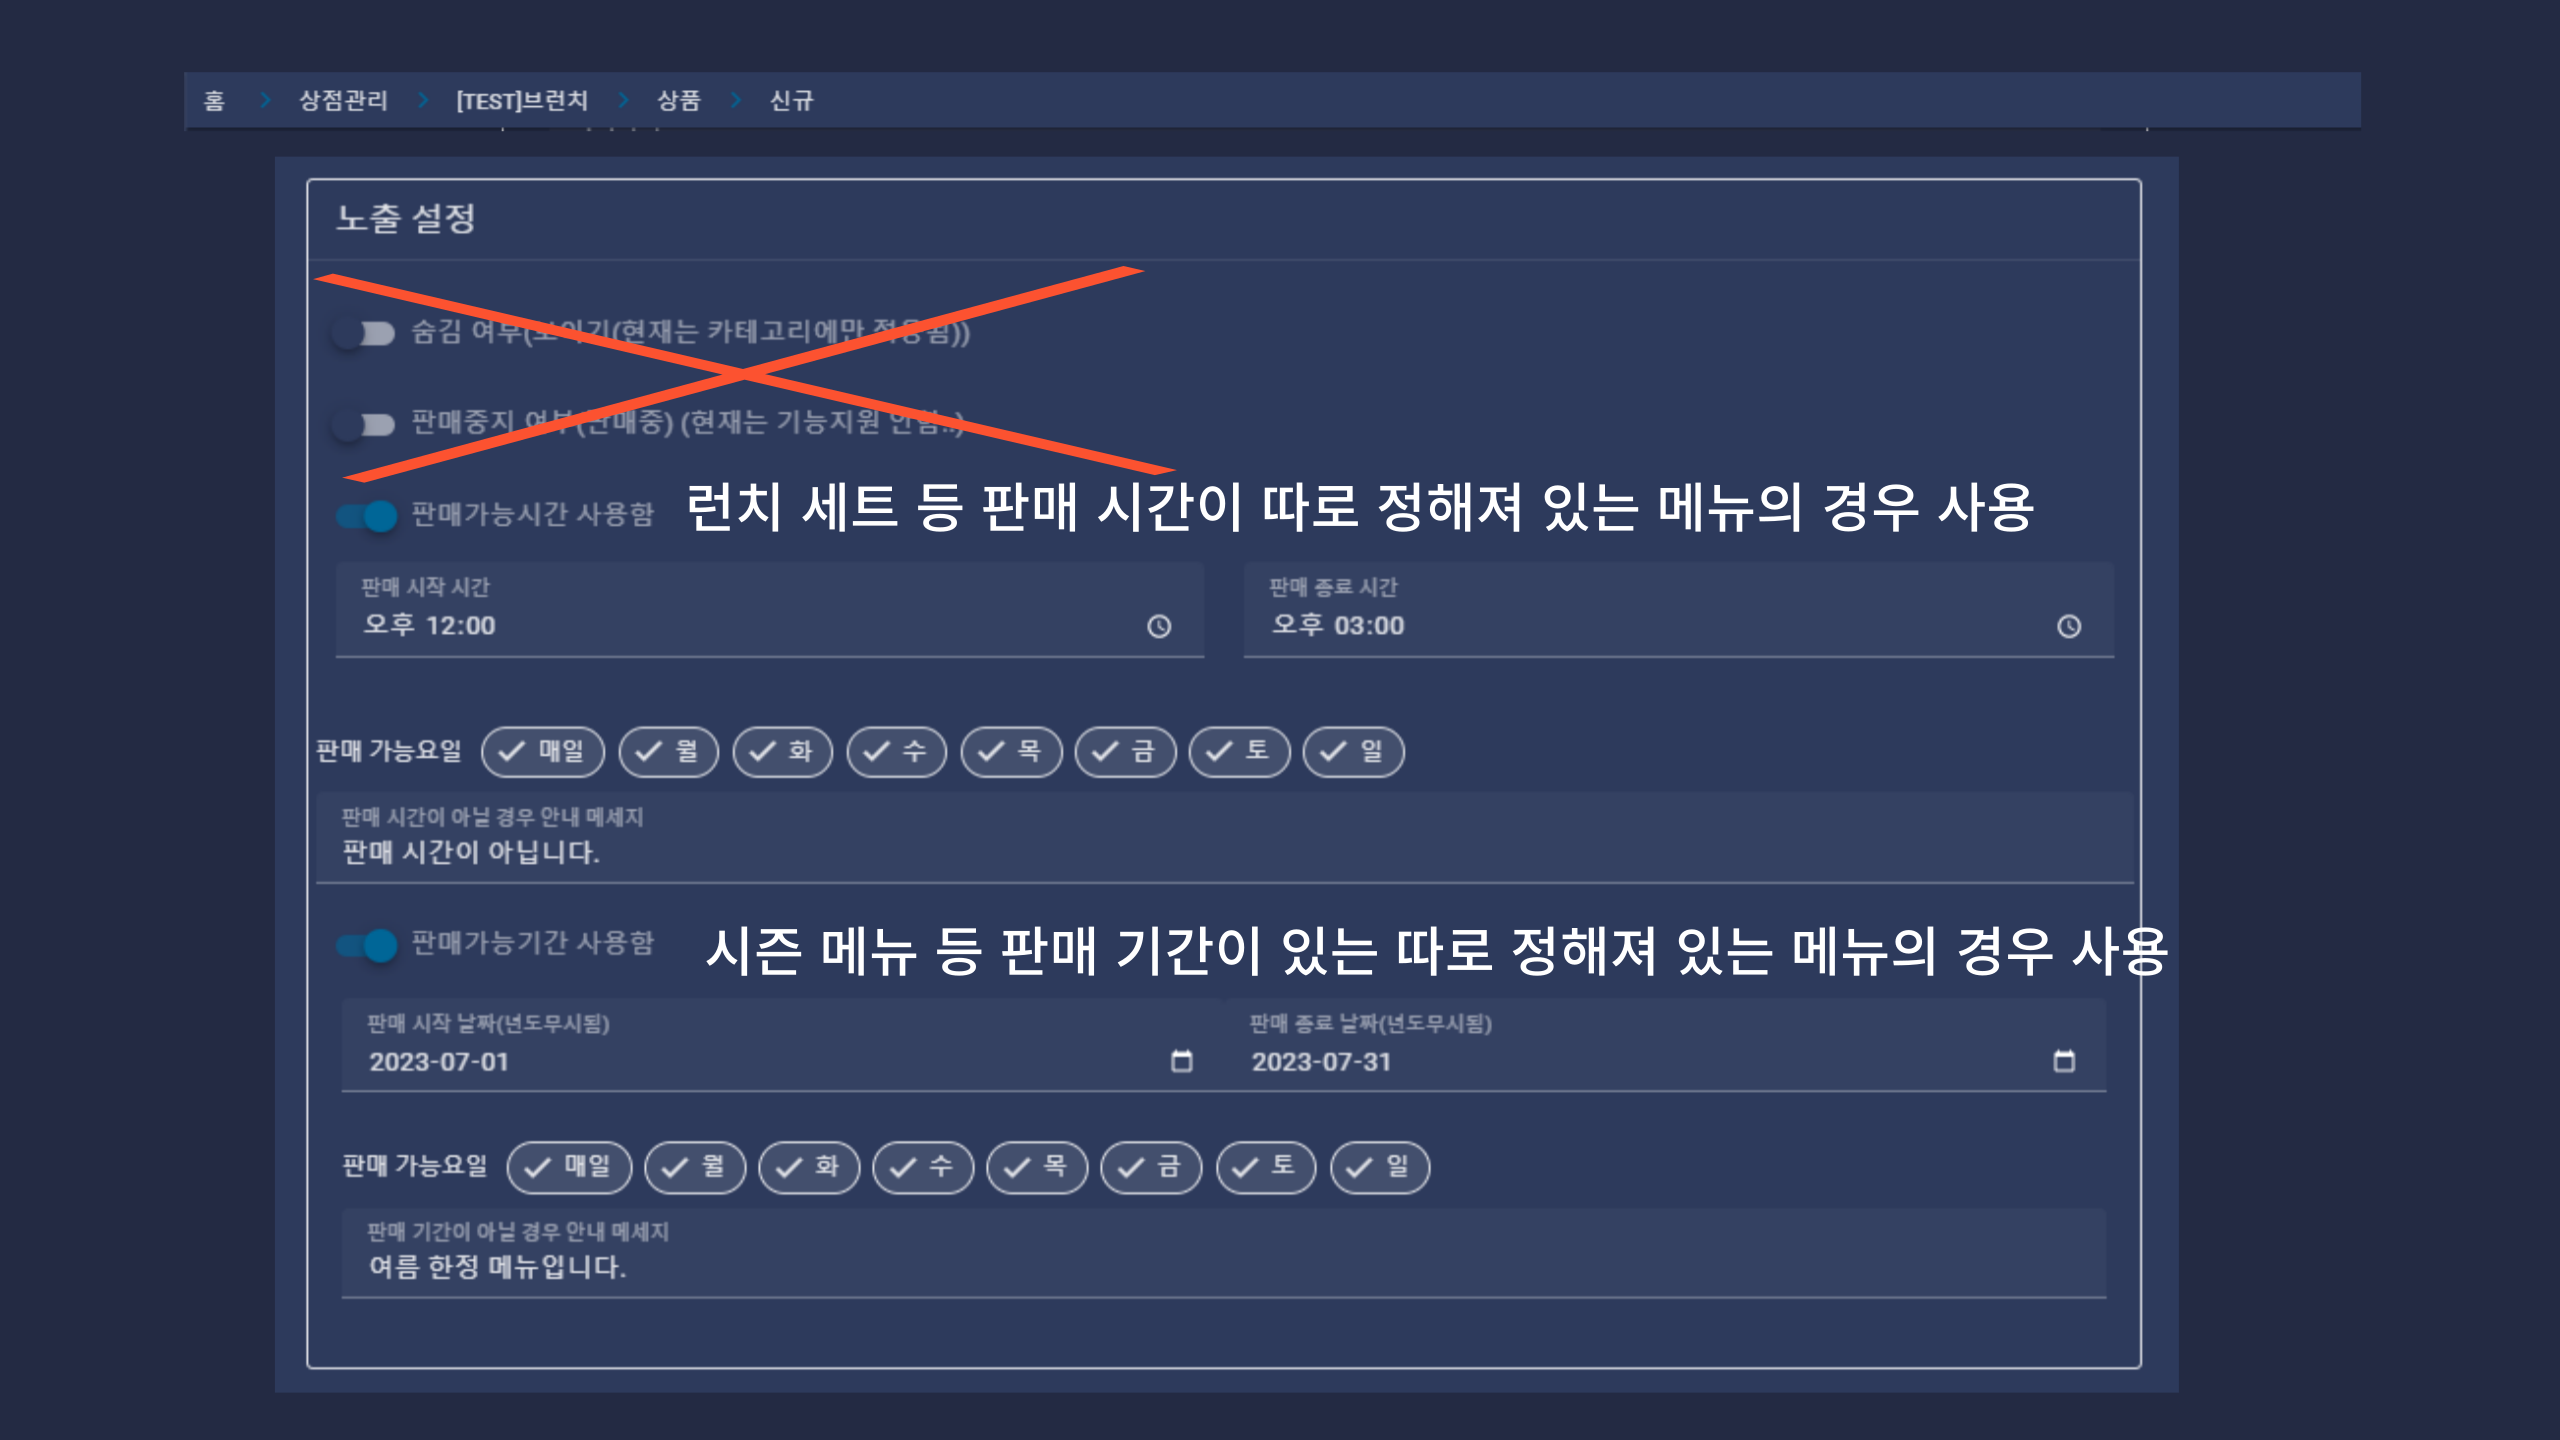 홈 > 상점관리 > [TEST]브런치 > 상품 > 신규
노출 설정
숨김 여부(보이기(현재는 카테고리에만 적용됨))
판매중지 여부(판매중) (현재는 기능지원 안함..)
판매가능시간 사용함
런치 세트 등 판매 시간이 따로 정해져 있는 메뉴의 경우 사용
판매 시작 시간
오후 12:00
판매 종료 시간
오후 03:00
판매 가능요일 매일 월 화 수 목 금 토 일
판매 시간이 아닐 경우 안내 메세지
판매 시간이 아닙니다.
판매가능기간 사용함
시즌 메뉴 등 판매 기간이 있는 따로 정해져 있는 메뉴의 경우 사용
판매 시작 날짜(년도무시됨)
2023-07-01
판매 종료 날짜(년도무시됨)
2023-07-31
판매 가능요일 매일 월 화 수 목 금 토 일
판매 기간이 아닐 경우 안내 메세지
여름 한정 메뉴입니다.